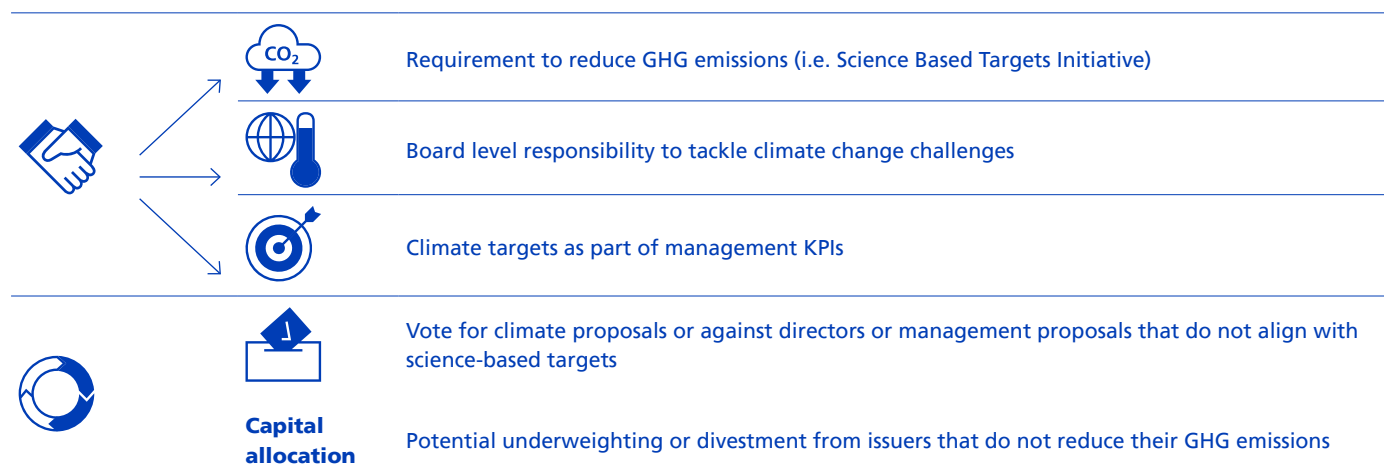 CO2
Requirement to reduce GHG emissions (i.e. Science Based Targets Initiative)
Board level responsibility to tackle climate change challenges
Climate targets as part of management KPIs
Vote for climate proposals or against directors or management proposals that do not align with
science-based targets
Capital
allocation
Potential underweighting or divestment from issuers that do not reduce their GHG emissions